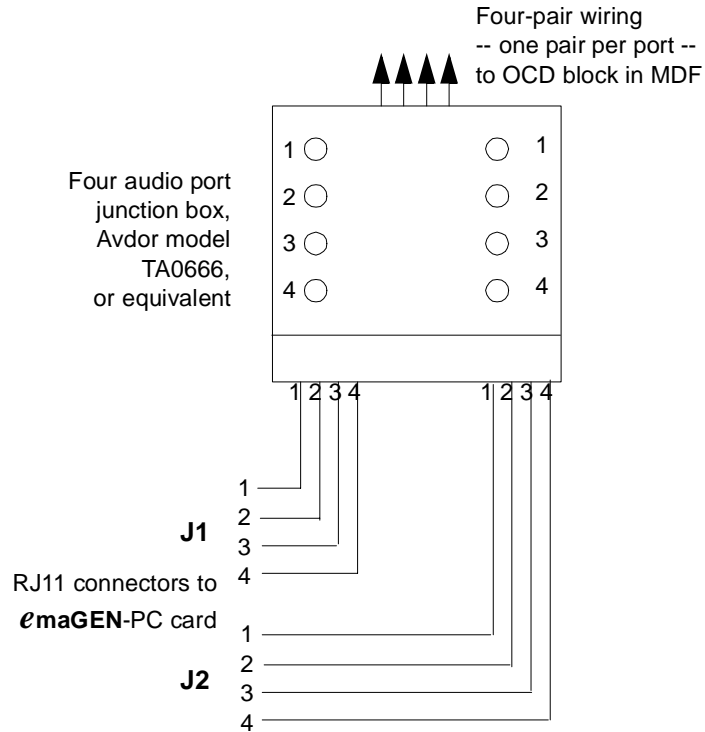 Four-pair wiring
-- one pair per port --
to OCD block in MDF
Four audio port
junction box,
Avdor model
TA0666,
or equivalent
1 1
2 2
3 3
4 4
1 2 3 4 1 2 3 4
1
2
J1
3
4
RJ11 connectors to
emaGEN-PC card
1
2
J2
3
4